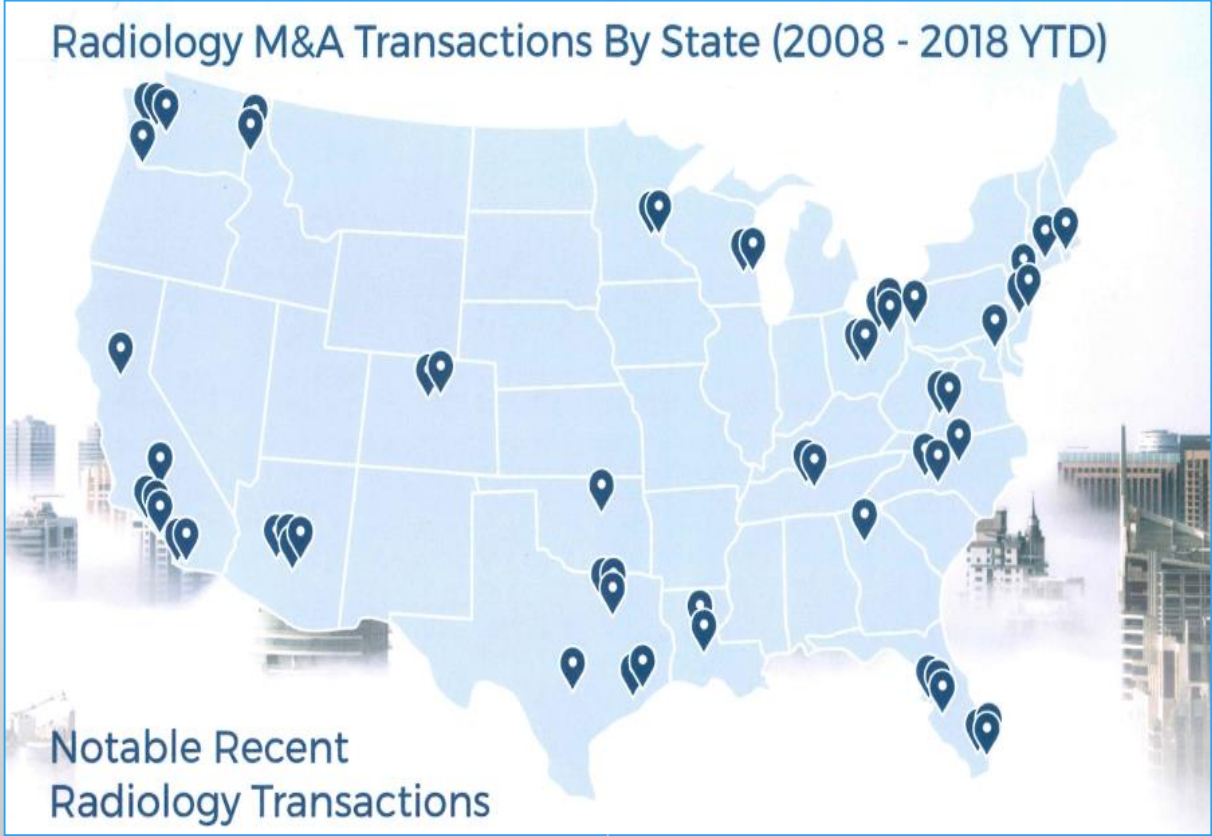 Radiology M&A Transactions By State (2008 - 2018 YTD)
Notable Recent
Radiology Transactions